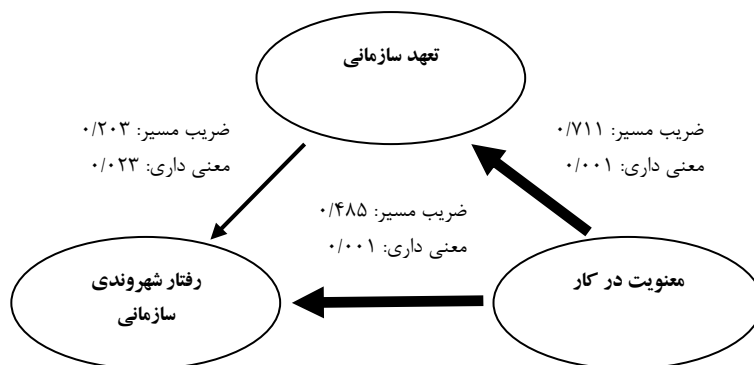 تعهد سازمانی
ضریب مسیر: ۰/۷۱۱
معنی داری: ۰/۰۰۱
ضریب مسیر: ۰/۲۰۳
معنی داری: ۰/۰۲۳
ضریب مسیر: ۰/۴۸۵
معنی داری: ۰/۰۰۱
معنویت در کار
رفتار شهروندی
سازمانی